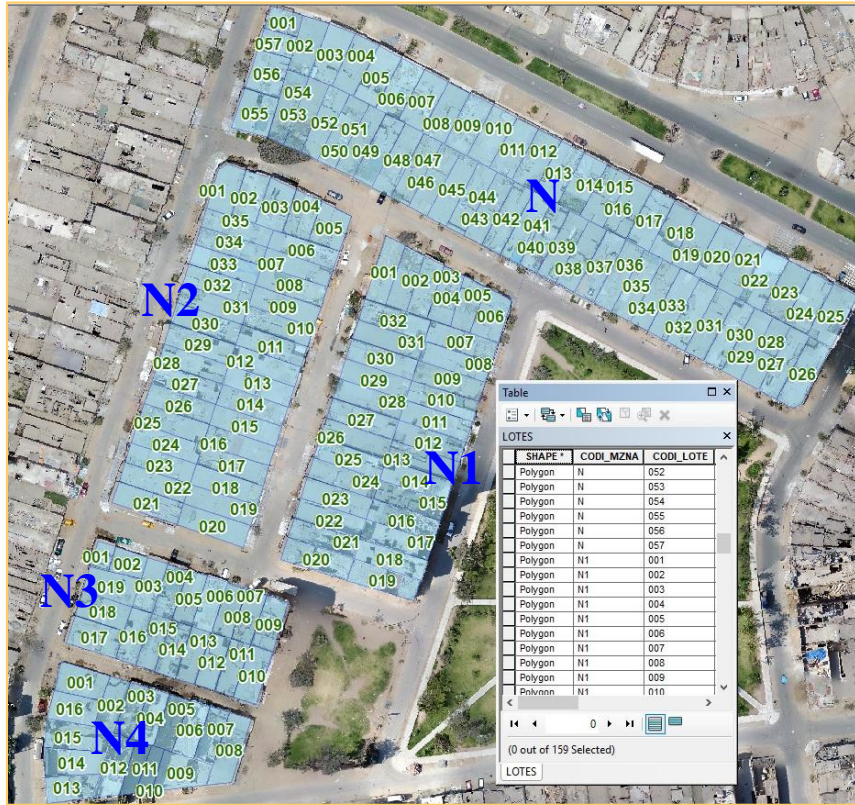 001
057 002 003 004
056 005
054 006 007
055 053 008 009 010
052 051 011 012
050 049 048 047 013
046 045 044 N 014 015
043 042 041 016 017
040 039 018
038 037 036 019 020 021
035 022 023
034 033 024 025
032 031 030 028
029 027 026
N2
001 002 003 004
035 005
034 006
033 007
032 008
031 009
030 010
029 011
028 012
027 013
026 014
025 015
024 016
023 017
022 018
021 019
020
N1
001 002 003
004 005
032 006
031 007
030 008
029 009
028 010
027 011
026 012
025 013
024 014
023 015
022 016
021 017
020 018
019
N3
001 002
019 003 004
005 006 007
018 008 009
017 016 015
014 013
012 011
010
N4
001
016 002 003
004 005
015 006 007
014 012 011 008
013 009
010
Table
LOTES
SHAPE * CODI_MZNA CODI_LOTE
Polygon N 052
Polygon N 053
Polygon N 054
Polygon N 055
Polygon N 056
Polygon N 057
Polygon N1 001
Polygon N1 002
Polygon N1 003
Polygon N1 004
Polygon N1 005
Polygon N1 006
Polygon N1 007
Polygon N1 008
Polygon N1 009
Polygon N1 010
0
(0 out of 159 Selected)
LOTES